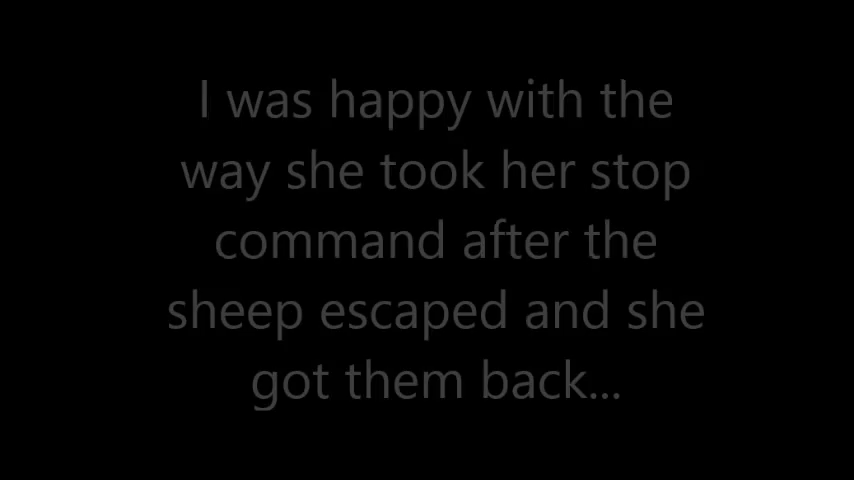 I was happy with the
way she took her stop
command after the
sheep escaped and she
got them back...